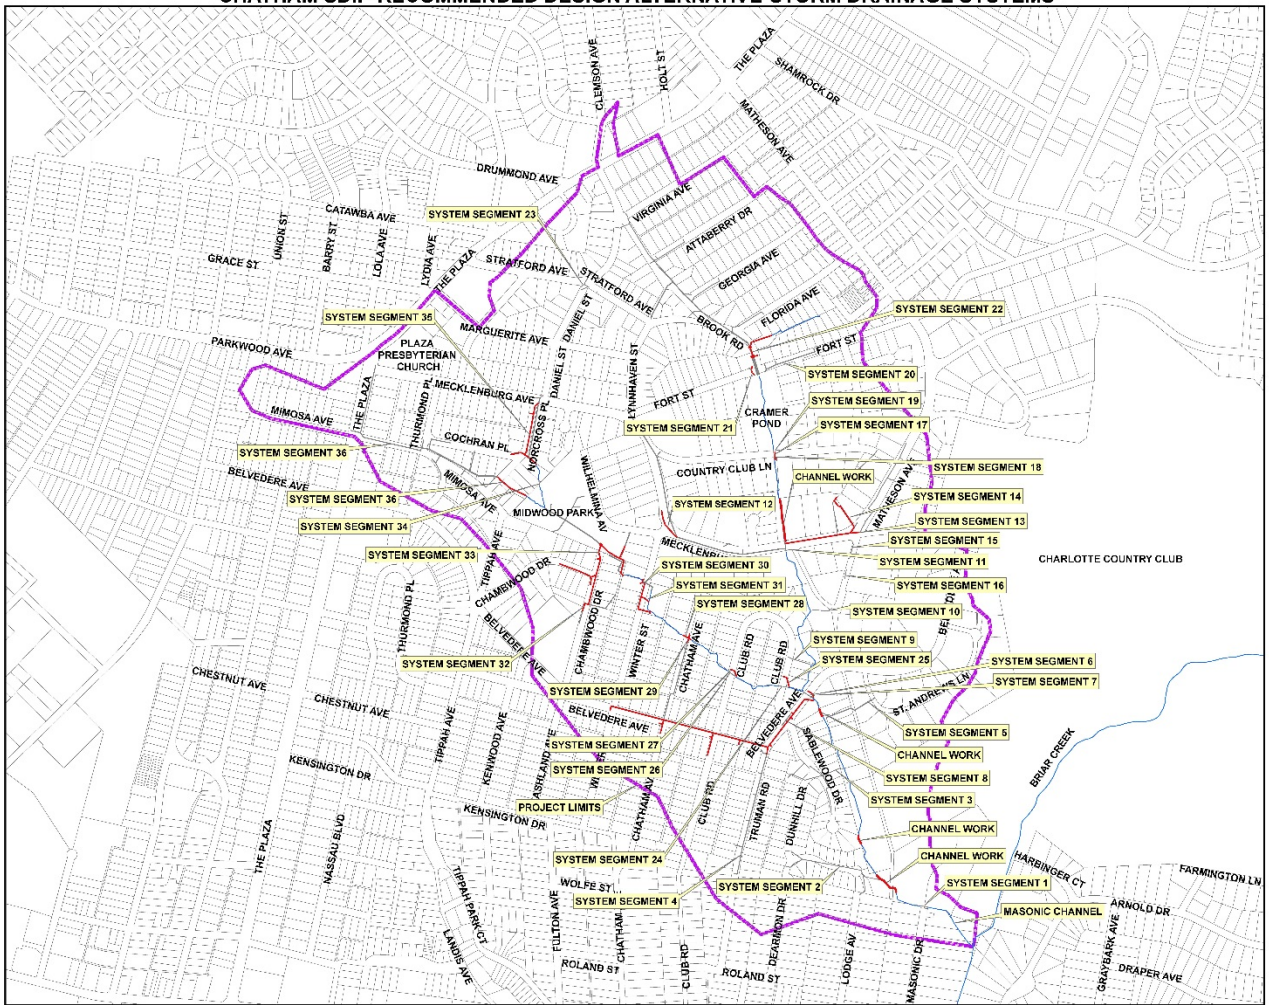 CHATHAM SDIP RECOMMENDED DESIGN ALTERNATIVE STORM DRAINAGE SYSTEMS
CLEMSON AVE
HOLT ST
THE PLAZA
SHAMROCK DR
MATHESON AVE
DRUMMOND AVE
VIRGINIA AVE
CATAWBA AVE
SYSTEM SEGMENT 23
ATTABERRY DR
UNION ST
BARRY ST
LOLA AVE
LYDIA AVE
THE PLAZA
GRACE ST
STRATFORD AVE
STRATFORD AVE
GEORGIA AVE
FLORIDA AVE
SYSTEM SEGMENT 35
DANIEL ST
BROOK RD
SYSTEM SEGMENT 22
MARGUERITE AVE
PARKWOOD AVE
PLAZA
PRESBYTERIAN
CHURCH
FORT ST
DANIEL ST
LYNNHAVEN ST
SYSTEM SEGMENT 20
THE PLAZA
THURMOND PL
MECKLENBURG AVE
FORT ST
SYSTEM SEGMENT 19
MIMOSA AVE
NORCROSS PL
CRAMER
POND
SYSTEM SEGMENT 21
SYSTEM SEGMENT 17
COCHRAN PL
SYSTEM SEGMENT 36
COUNTRY CLUB LN
SYSTEM SEGMENT 18
BELVEDERE AVE
MIMOSA AVE
WILHELMINA AV
CHANNEL WORK
MATHESON AVE
SYSTEM SEGMENT 36
SYSTEM SEGMENT 12
SYSTEM SEGMENT 14
MIDWOOD PARK
SYSTEM SEGMENT 34
SYSTEM SEGMENT 13
SYSTEM SEGMENT 15
MECKLENBU
SYSTEM SEGMENT 33
TIPPAH AVE
SYSTEM SEGMENT 11
CHARLOTTE COUNTRY CLUB
SYSTEM SEGMENT 30
CHAMBWOOD DR
SYSTEM SEGMENT 31
SYSTEM SEGMENT 16
THURMOND PL
SYSTEM SEGMENT 28
SYSTEM SEGMENT 10
BELVEDERE AVE
CHAMBWOOD DR
WINTER ST
CHATHAM AVE
CLUB RD
CLUB RD
SYSTEM SEGMENT 9
SYSTEM SEGMENT 25
SYSTEM SEGMENT 32
SYSTEM SEGMENT 6
SYSTEM SEGMENT 7
CHESTNUT AVE
SYSTEM SEGMENT 29
ST. ANDREWS LN
CHESTNUT AVE
BELVEDERE AVE
BELVEDERE AVE
SYSTEM SEGMENT 5
TIPPAH AVE
KENWOOD AVE
SYSTEM SEGMENT 27
CHANNEL WORK
BRIAR CREEK
KENSINGTON DR
ASHLAND AVE
SYSTEM SEGMENT 26
SABLEWOOD DR
SYSTEM SEGMENT 8
PROJECT LIMITS
SYSTEM SEGMENT 3
KENSINGTON DR
CHATHAM AV
CLUB RD
TRUMAN RD
DUNHILL DR
CHANNEL WORK
THE PLAZA
NASSAU BLVD
SYSTEM SEGMENT 24
CHANNEL WORK
HARBINGER CT
FARMINGTON LN
WOLFE ST
SYSTEM SEGMENT 2
SYSTEM SEGMENT 1
SYSTEM SEGMENT 4
TIPPAH PARK CT
MASONIC CHANNEL
ARNOLD DR
FULTON AVE
CHATHAM
DEARMON DR
GRAYBARK AVE
LANDIS AVE
ROLAND ST
CLUB RD
ROLAND ST
LODGE AV
MASONIC DR
DRAPER AVE